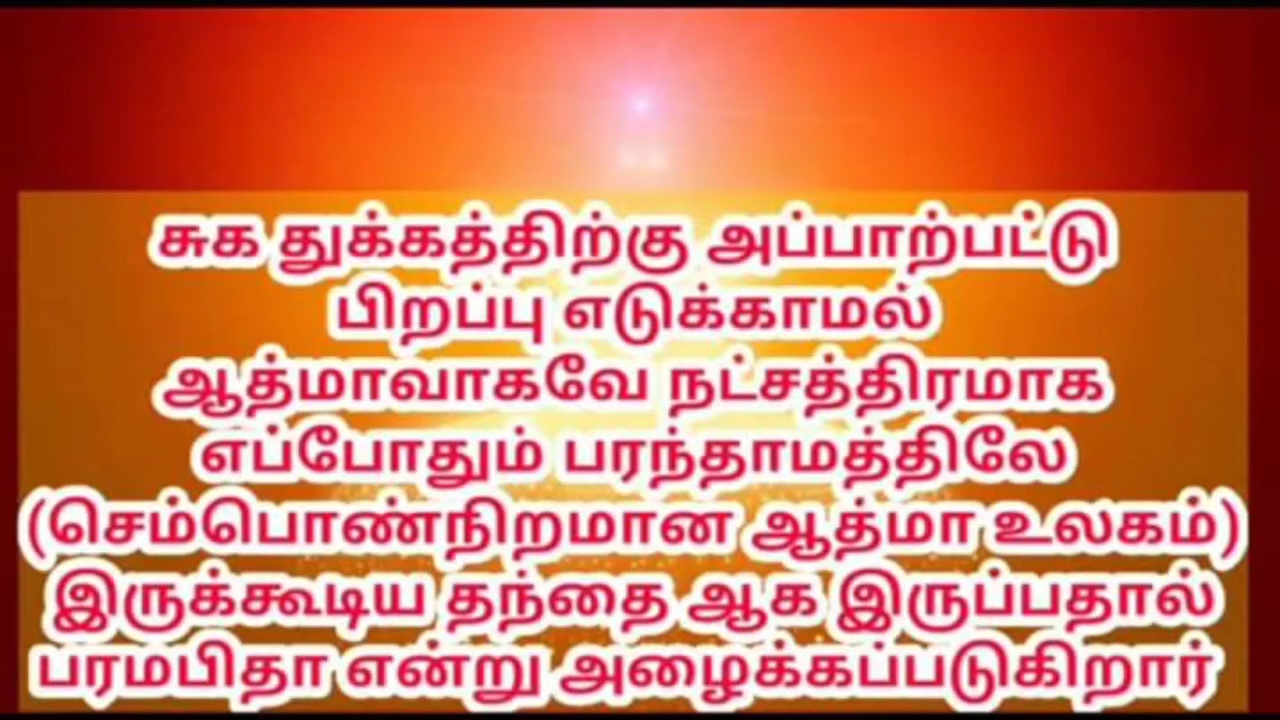 சுக துக்கத்திற்கு அப்பாற்பட்டு
பிறப்பு எடுக்காமல்
ஆத்மாவாகவே நட்சத்திரமாக
எப்போதும் பரந்தாமத்திலே
(செம்பொண்நிறமான ஆத்மா உலகம்)
இருக்கூடிய தந்தை ஆக இருப்பதால்
பரமபிதா என்று அழைக்கப்படுகிறார்